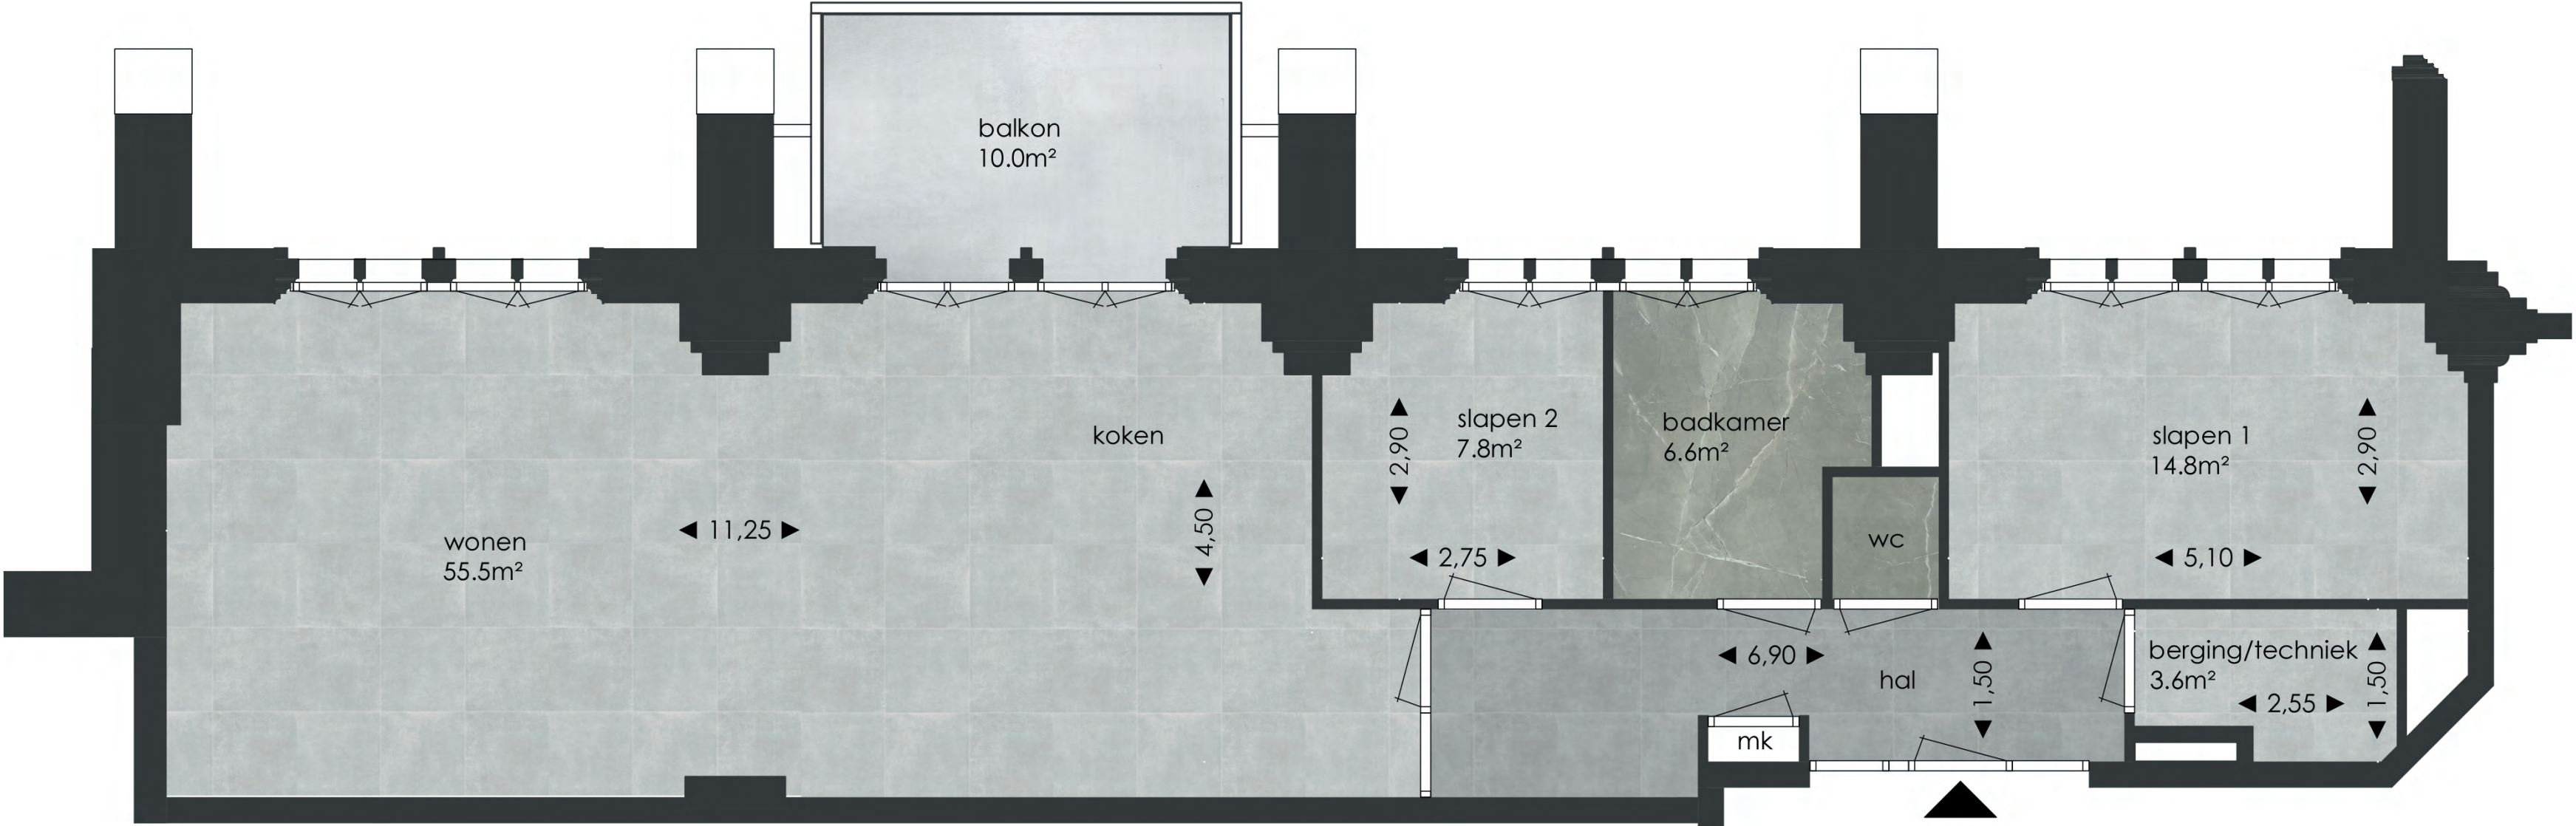 balkon
10.0m²
koken
wonen
55.5m²
11,25
4,50
slapen 2
7.8m²
2,90
2,75
badkamer
6.6m²
wc
slapen 1
14.8m²
2,90
5,10
6,90
hal
1,50
mk
berging/techniek
3.6m²
2,55
1,50